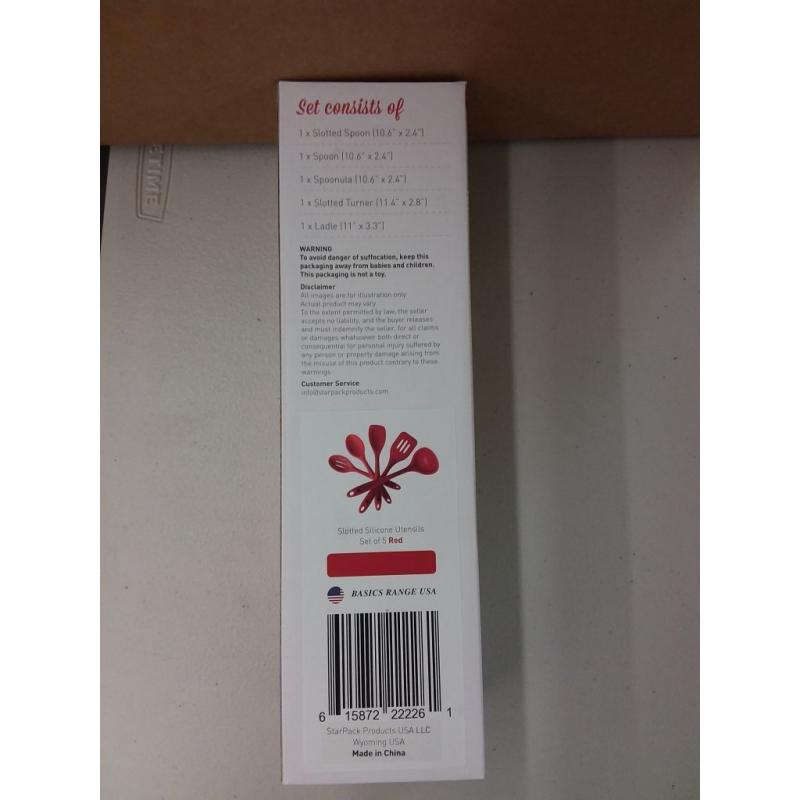 Set consists of
1 x Slotted Spoon (10.6" x 2.4")
1 x Spoon (10.6" x 2.4")
1 x Spoonula (10.6" x 2.4")
1 x Slotted Turner (11.4" x 2.8")
1 x Ladle (11" x 3.3")
WARNING
To avoid danger of suffocation, keep this
packaging away from babies and children.
This packaging is not a toy.
Disclaimer
All images are for illustration only
Actual product may vary
To the extent permitted by law, the seller
accepts no liability, and the buyer releases
and must indemnify the seller, for all claims
or damages whatsoever both direct or
consequential for personal injury suffered by
any person or property damage arising from
the misuse of this product contrary to these
warnings
Customer Service
info@starpackproducts.com
Slotted Silicone Utensils
Set of 5 Red
BASICS RANGE USA
6 15872 22226 1
StarPack Products USA LLC
Wyoming USA
Made in China